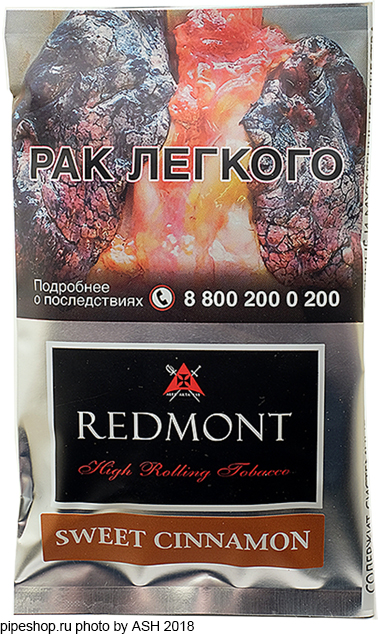 РАК ЛЕГКОГО
Подробнее
о последствиях 8 800 200 0 200
REDMONT
High Rolling Tobacco
SWEET CINNAMON
pipeshop.ru photo by ASH 2018